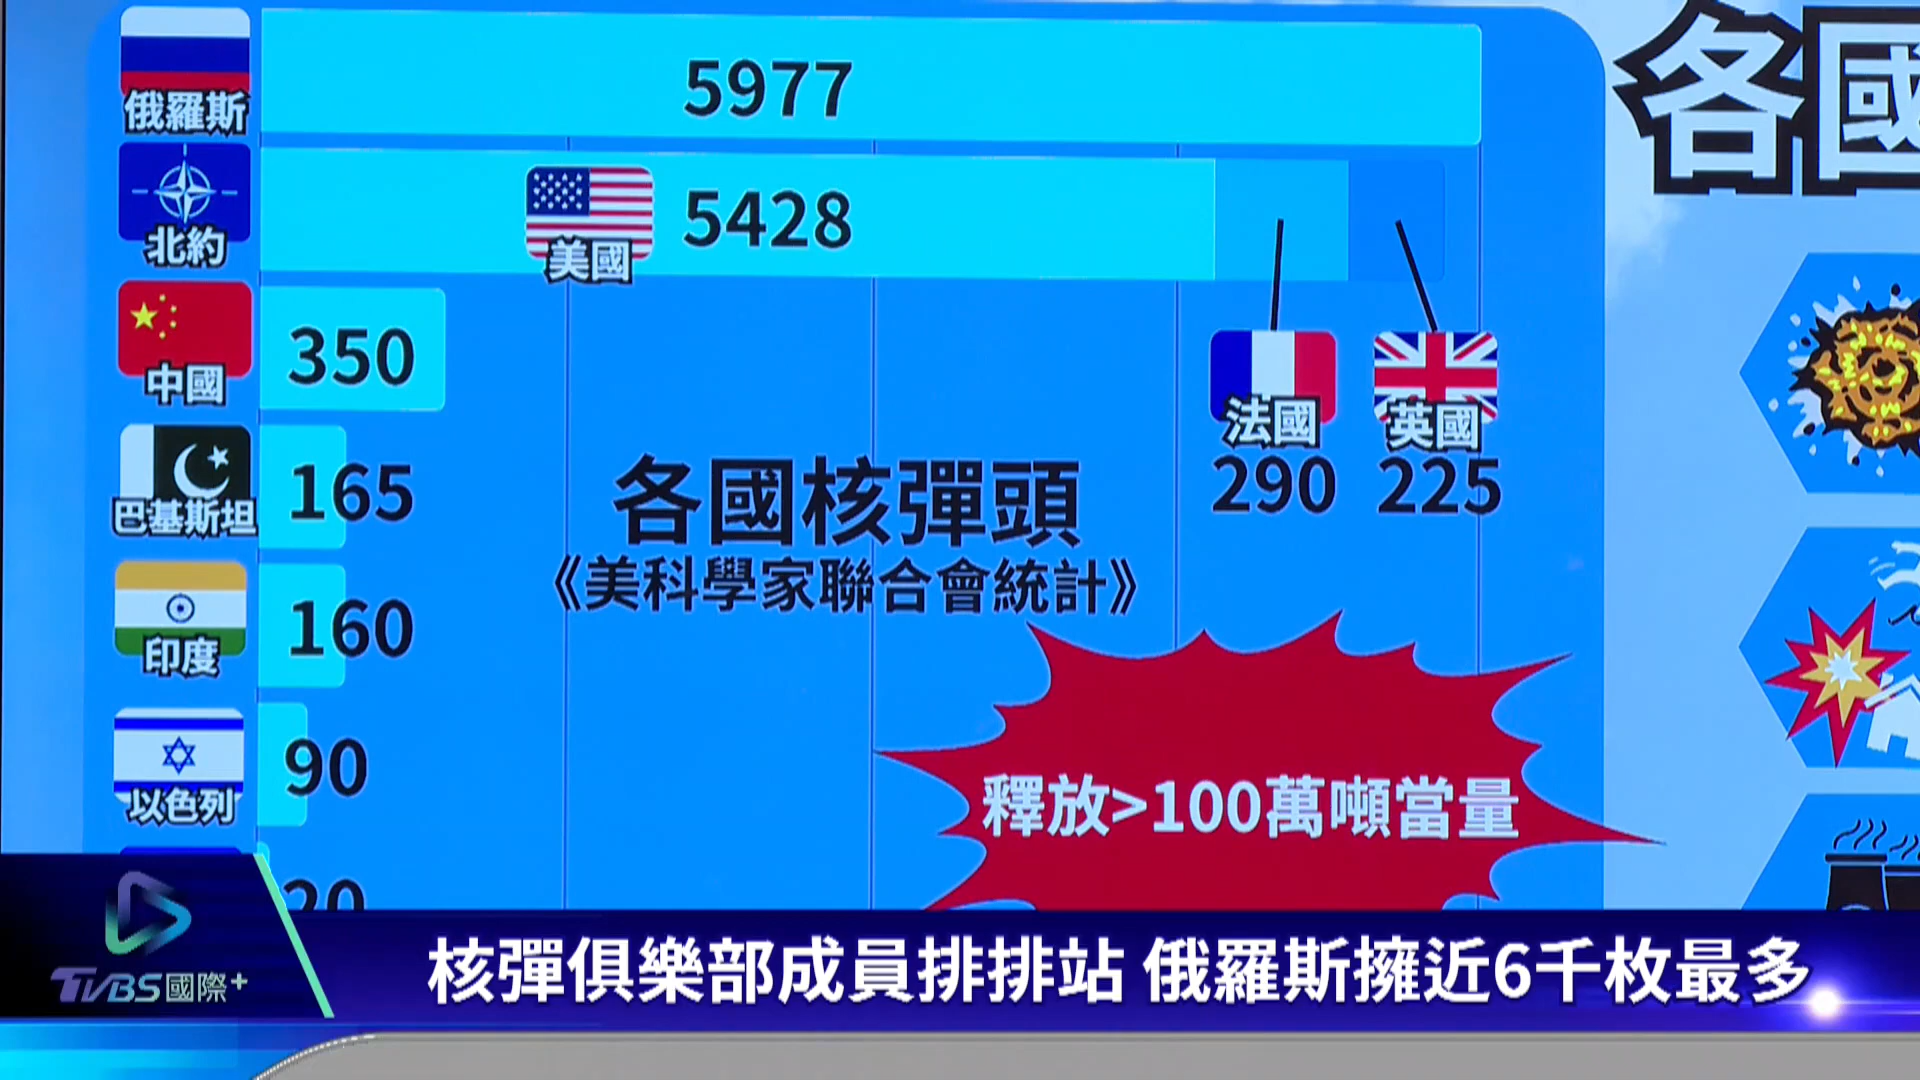 俄羅斯 5977
各國
北約 美國 5428
中國 350
法國 290
英國 225
巴基斯坦 165
各國核彈頭
《美科學家聯合會統計》
印度 160
以色列 90
釋放>100萬噸當量
20
TVBS國際+
核彈俱樂部成員排排站 俄羅斯擁近6千枚最多